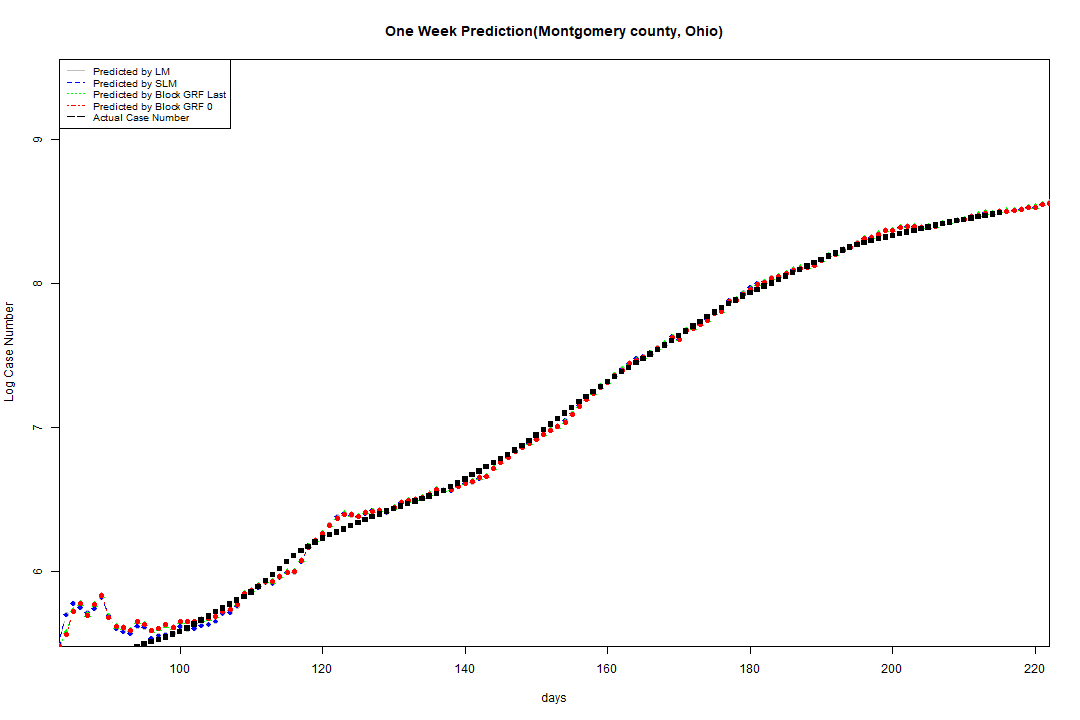 One Week Prediction(Montgomery county, Ohio)
Predicted by LM
Predicted by SLM
Predicted by Block GRF Last
Predicted by Block GRF 0
Actual Case Number
9
8
7
6
Log Case Number
100 120 140 160 180 200 220
days